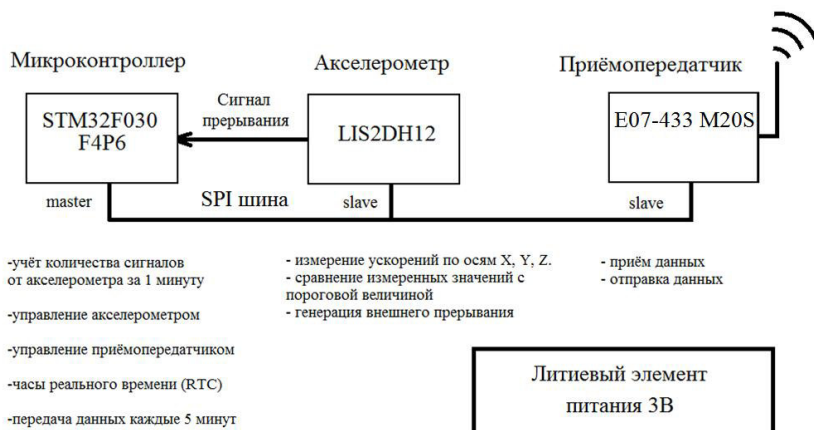 Микроконтроллер
Акселерометр
Приёмопередатчик
STM32F030
F4P6
Сигнал
прерывания
LIS2DH12
E07-433 M20S
master
SPI шина
slave
slave
-учёт количества сигналов
от акселерометра за 1 минуту
-управление акселерометром
-управление приёмопередатчиком
-часы реального времени (RTC)
-передача данных каждые 5 минут
- измерение ускорений по осям X, Y, Z.
- сравнение измеренных значений с
пороговой величиной
- генерация внешнего прерывания
- приём данных
- отправка данных
Литиевый элемент
питания 3В